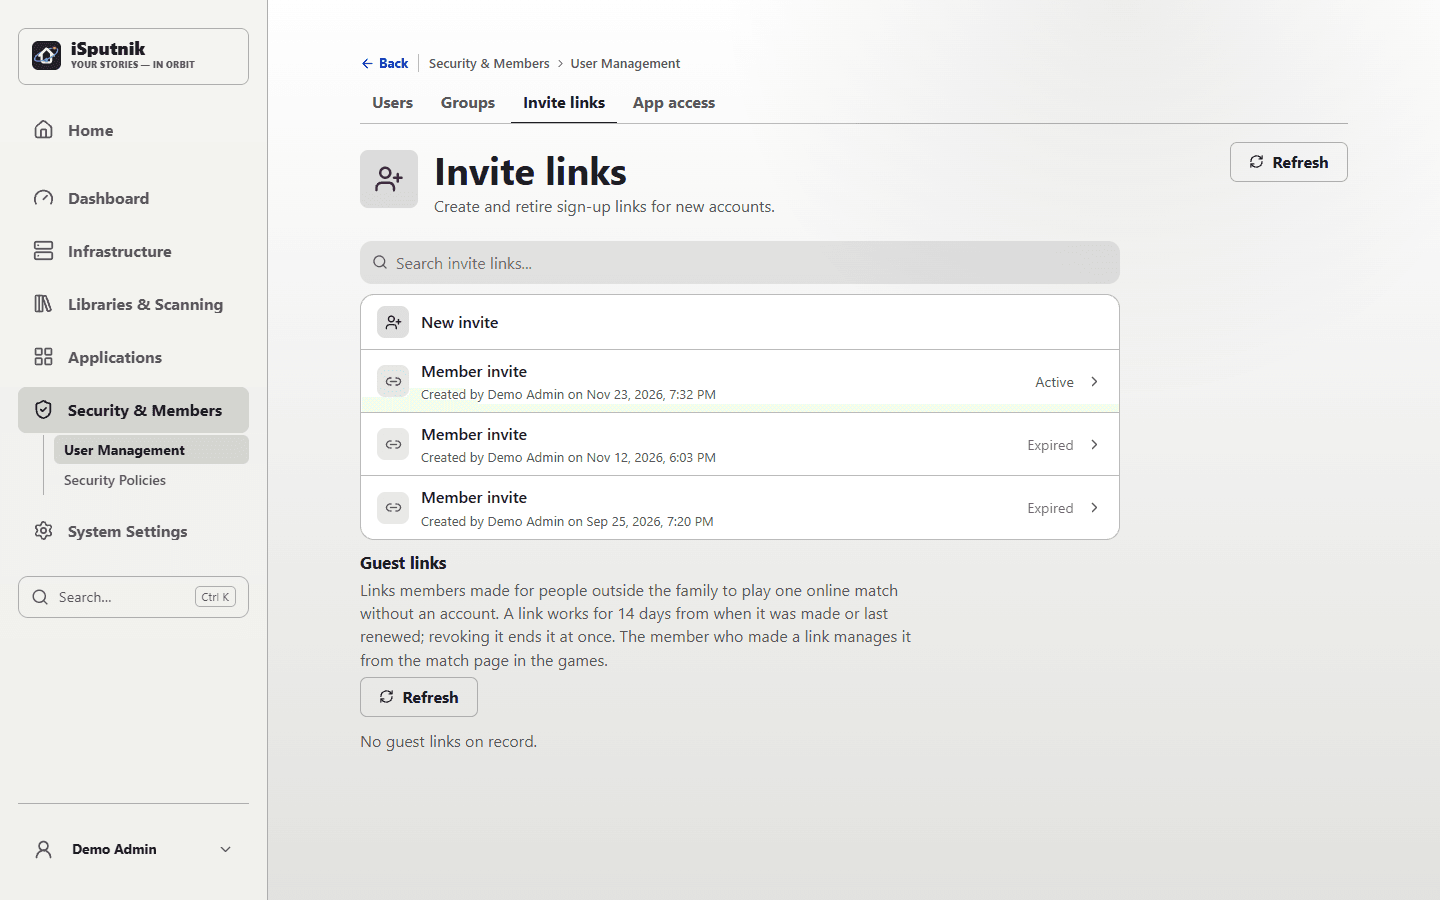 iSputnik
YOUR STORIES — IN ORBIT
Home
Dashboard
Infrastructure
Libraries & Scanning
Applications
Security & Members
User Management
Security Policies
System Settings
Search... Ctrl K
Demo Admin
Back Security & Members > User Management
Users Groups Invite links App access
Invite links
Create and retire sign-up links for new accounts.
Refresh
Search invite links...
New invite
Member invite
Created by Demo Admin on Nov 23, 2026, 7:32 PM
Active
Member invite
Created by Demo Admin on Nov 12, 2026, 6:03 PM
Expired
Member invite
Created by Demo Admin on Sep 25, 2026, 7:20 PM
Expired
Guest links
Links members made for people outside the family to play one online match
without an account. A link works for 14 days from when it was made or last
renewed; revoking it ends it at once. The member who made a link manages it
from the match page in the games.
Refresh
No guest links on record.